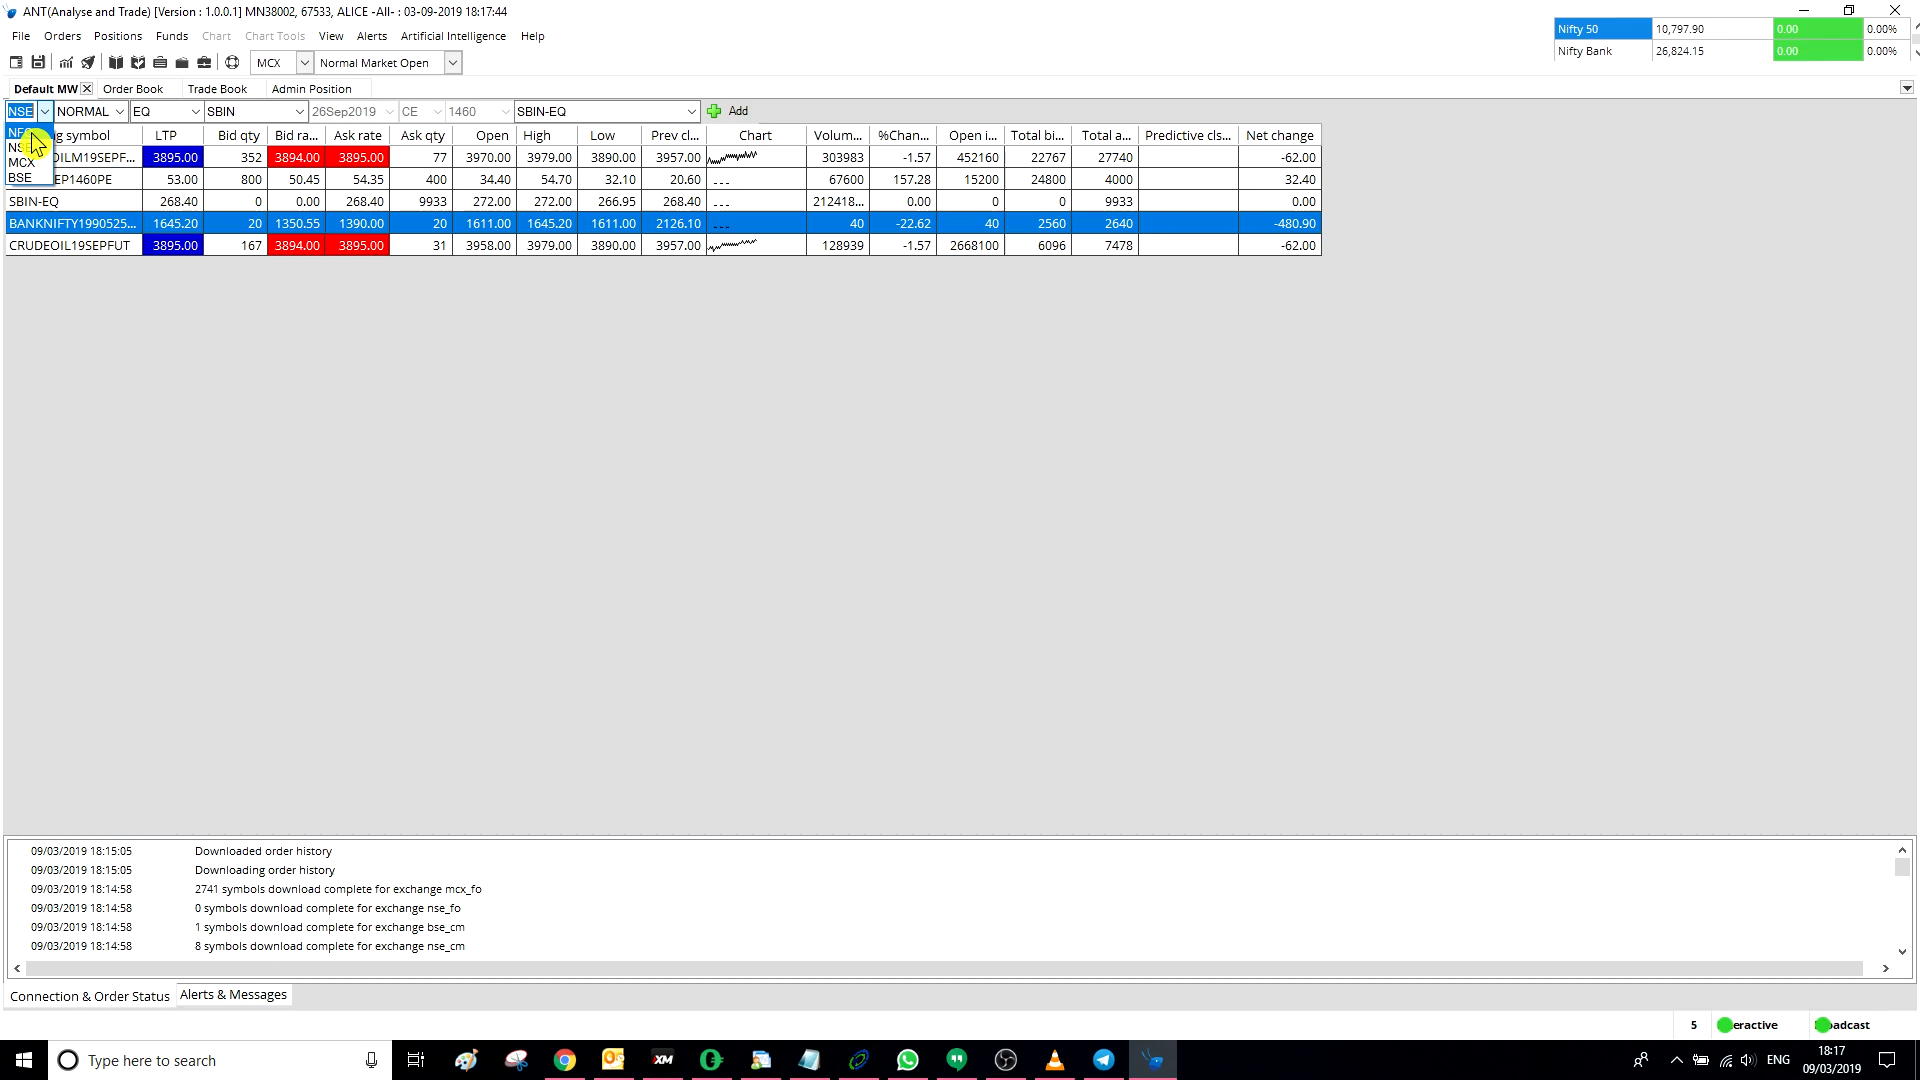 ANT(Analyse and Trade) [Version : 1.0.0.1] MN38002, 67533, ALICE -All- : 03-09-2019 18:17:44
File Orders Positions Funds Chart Chart Tools View Alerts Artificial Intelligence Help
Nifty 50 10,797.90 0.00 0.00%
Nifty Bank 26,824.15 0.00 0.00%
MCX Normal Market Open
Default MW Order Book Trade Book Admin Position
NSE NORMAL EQ SBIN 26Sep2019 CE 1460 SBIN-EQ Add
symbol LTP Bid qty Bid ra... Ask rate Ask qty Open High Low Prev cl... Chart Volum... %Chan... Open i... Total bi... Total a... Predictive cls... Net change
MCX
BSE
OILM19SEPF... 3895.00 352 3894.00 3895.00 77 3970.00 3979.00 3890.00 3957.00 303983 -1.57 452160 22767 27740 -62.00
EP1460PE 53.00 800 50.45 54.35 400 34.40 54.70 32.10 20.60 --- 67600 157.28 15200 24800 4000 32.40
SBIN-EQ 268.40 0 0.00 268.40 9933 272.00 272.00 266.95 268.40 --- 212418... 0.00 0 0 9933 0.00
BANKNIFTY1990525... 1645.20 20 1350.55 1390.00 20 1611.00 1645.20 1611.00 2126.10 --- 40 -22.62 40 2560 2640 -480.90
CRUDEOIL19SEPFUT 3895.00 167 3894.00 3895.00 31 3958.00 3979.00 3890.00 3957.00 128939 -1.57 2668100 6096 7478 -62.00
09/03/2019 18:15:05 Downloaded order history
09/03/2019 18:15:05 Downloading order history
09/03/2019 18:14:58 2741 symbols download complete for exchange mcx_fo
09/03/2019 18:14:58 0 symbols download complete for exchange nse_fo
09/03/2019 18:14:58 1 symbols download complete for exchange bse_cm
09/03/2019 18:14:58 8 symbols download complete for exchange nse_cm
Connection & Order Status Alerts & Messages
5 eractive adcast
Type here to search XM ENG 18:17
09/03/2019